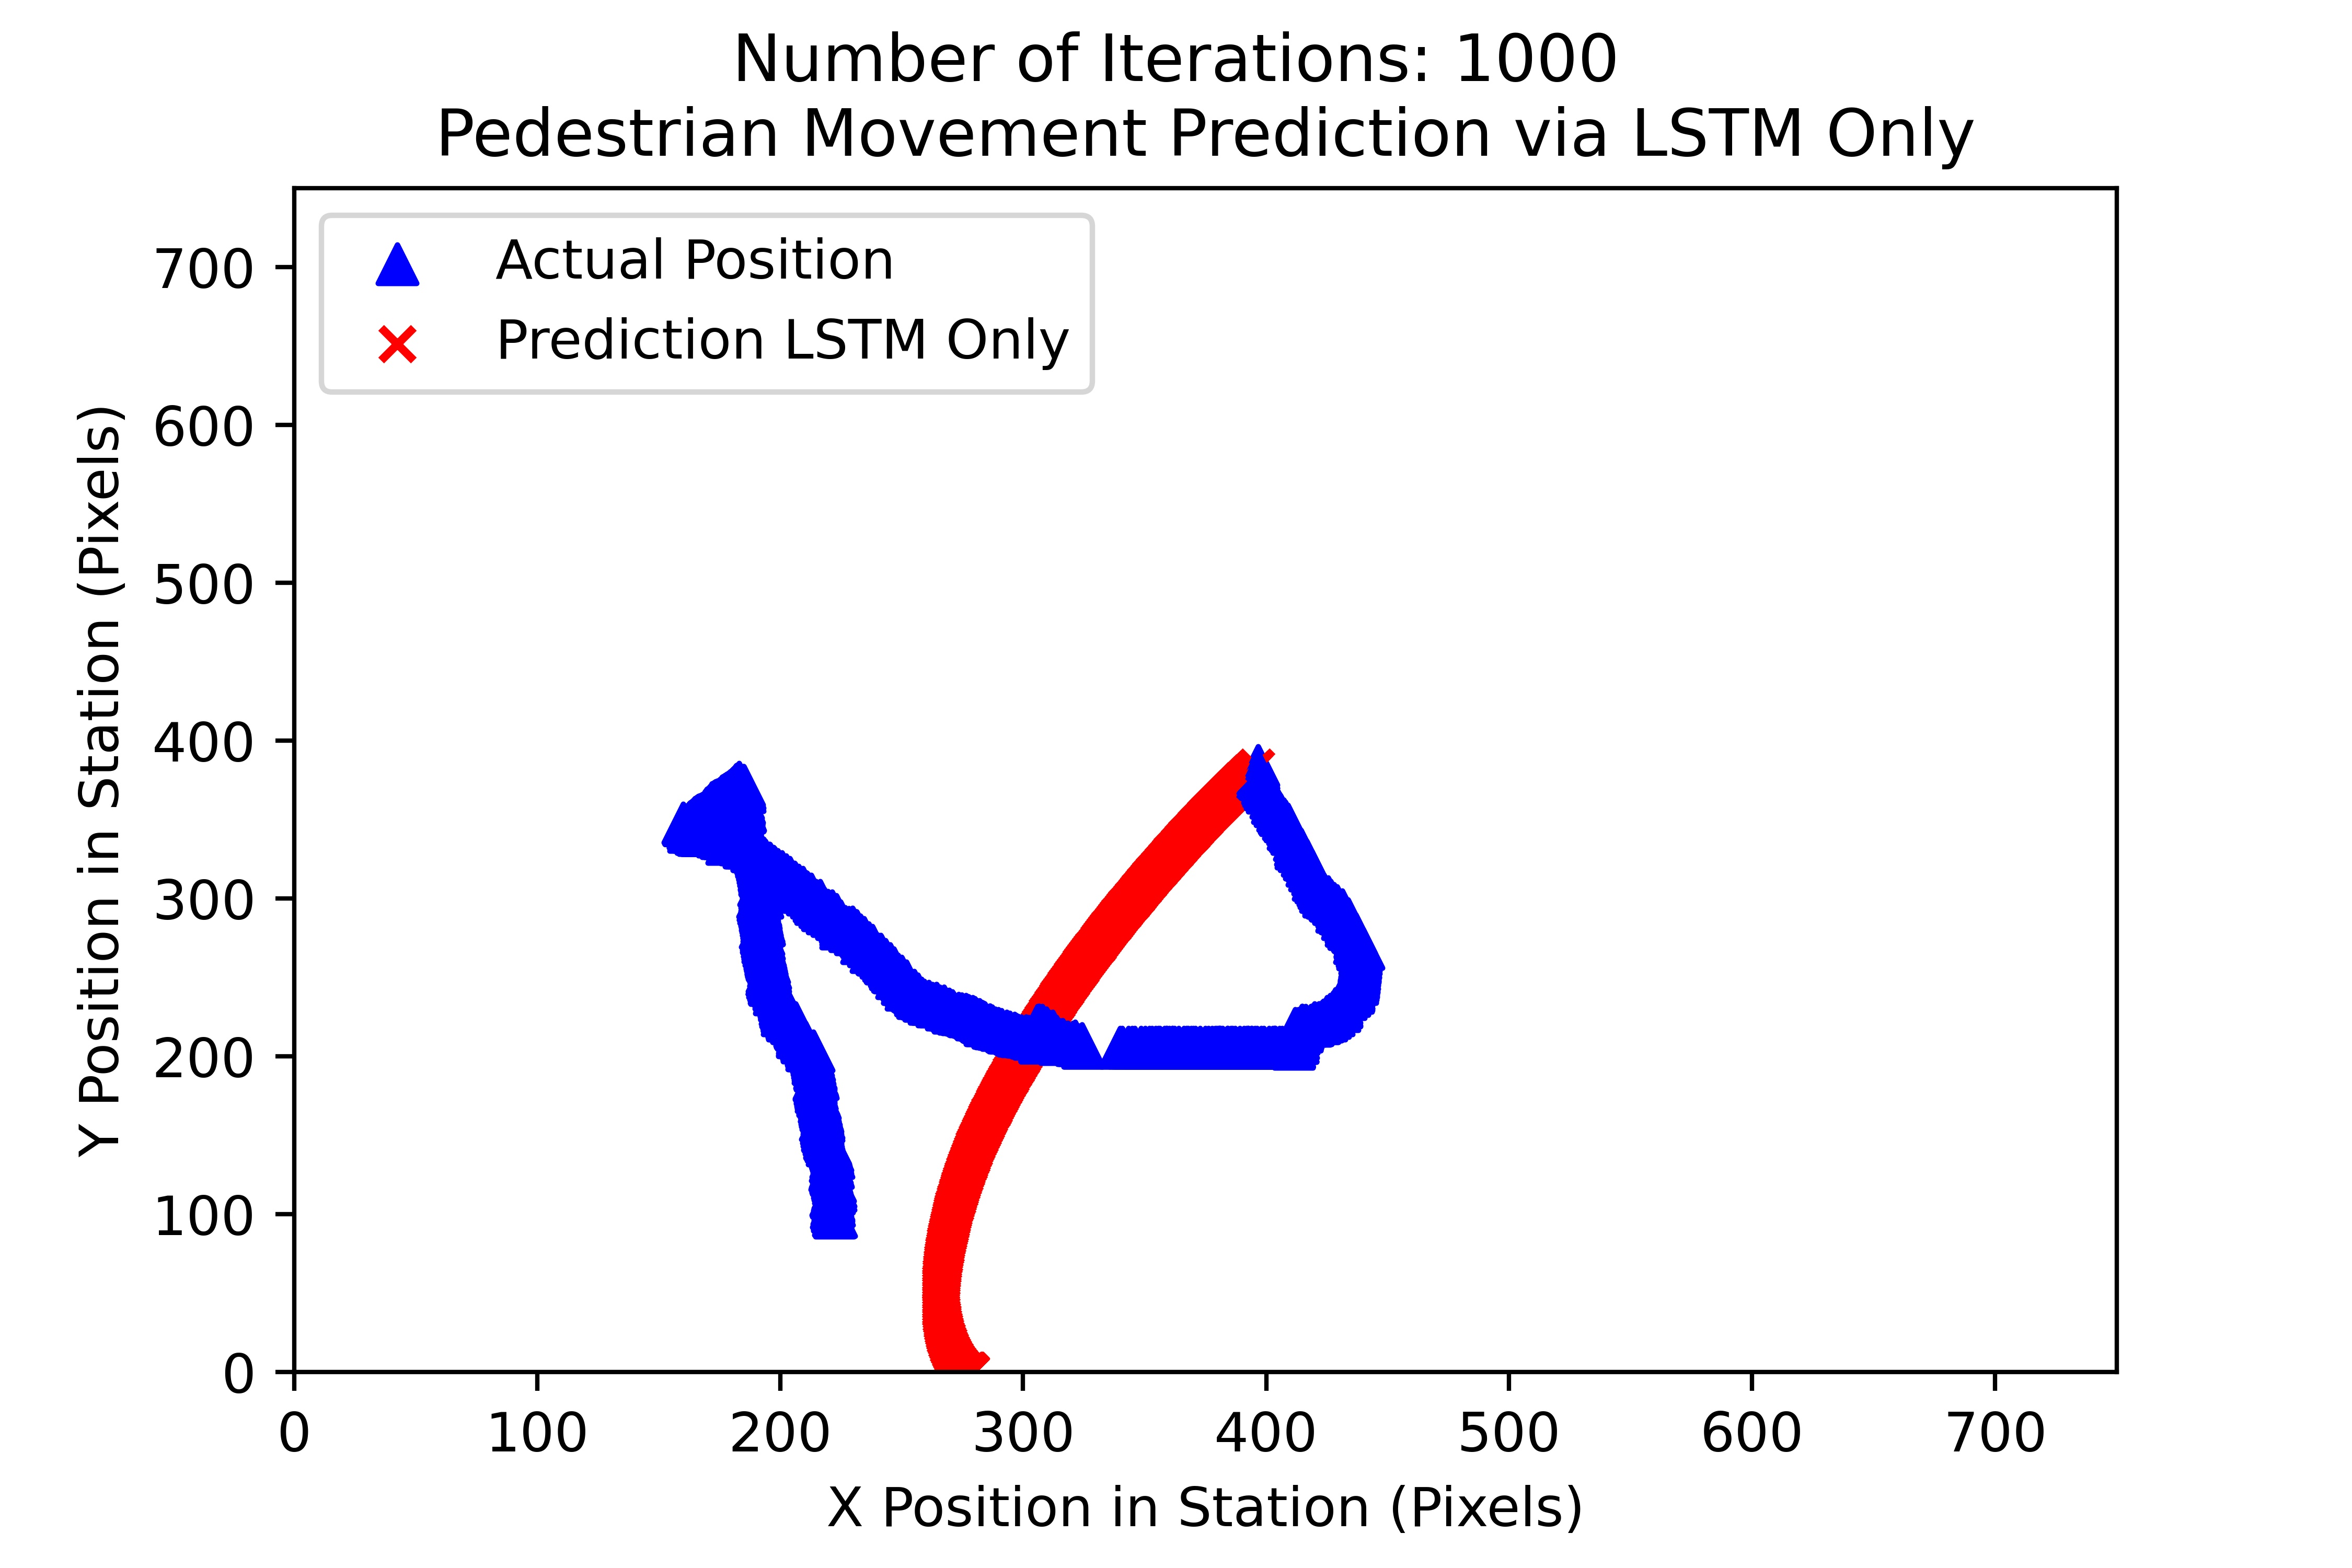 Number of Iterations: 1000
Pedestrian Movement Prediction via LSTM Only
Actual Position
Prediction LSTM Only
Y Position in Station (Pixels)
700
600
500
400
300
200
100
0
0 100 200 300 400 500 600 700
X Position in Station (Pixels)